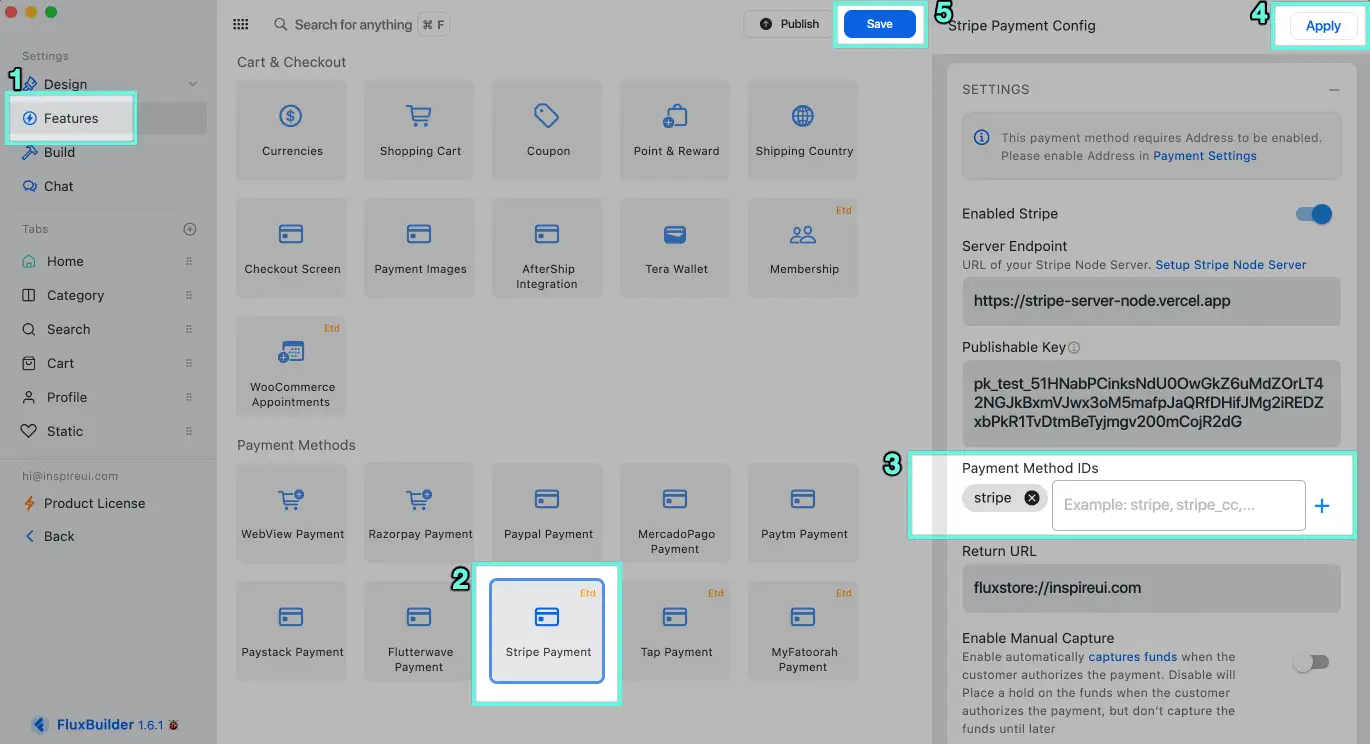 Search for anything
⌘ F
Publish
Save
5
Stripe Payment Config
4
Apply
Settings
1
Design
Features
Build
Chat
Tabs
Home
Category
Search
Cart
Profile
Static
hi@inspireui.com
Product License
Back
FluxBuilder 1.6.1
Cart & Checkout
Currencies
Shopping Cart
Coupon
Point & Reward
Shipping Country
Checkout Screen
Payment Images
AfterShip
Integration
Tera Wallet
Etd
Membership
Etd
WooCommerce
Appointments
Payment Methods
WebView Payment
Razorpay Payment
Paypal Payment
MercadoPago
Payment
Paytm Payment
Paystack Payment
Flutterwave
Payment
2
Etd
Stripe Payment
Etd
Tap Payment
Etd
MyFatoorah
Payment
SETTINGS
This payment method requires Address to be enabled.
Please enable Address in Payment Settings
Enabled Stripe
Server Endpoint
URL of your Stripe Node Server. Setup Stripe Node Server
https://stripe-server-node.vercel.app
Publishable Key
pk_test_51HNabPCinksNdU0OwGkZ6uMdZOrLT4
2NGJkBxmVJwx3oM5mafpJaQRfDHifJMg2iREDZ
xbPkR1TvDtmBeTyjmgv200mCojR2dG
3
Payment Method IDs
stripe
Example: stripe, stripe_cc,...
Return URL
fluxstore://inspireui.com
Enable Manual Capture
Enable automatically captures funds when the
customer authorizes the payment. Disable will
Place a hold on the funds when the customer
authorizes the payment, but don't capture the
funds until later